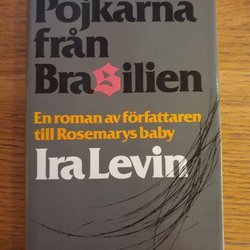 Pojkarna
från
Brasilien
En roman av författaren
till Rosemarys baby
Ira Levin